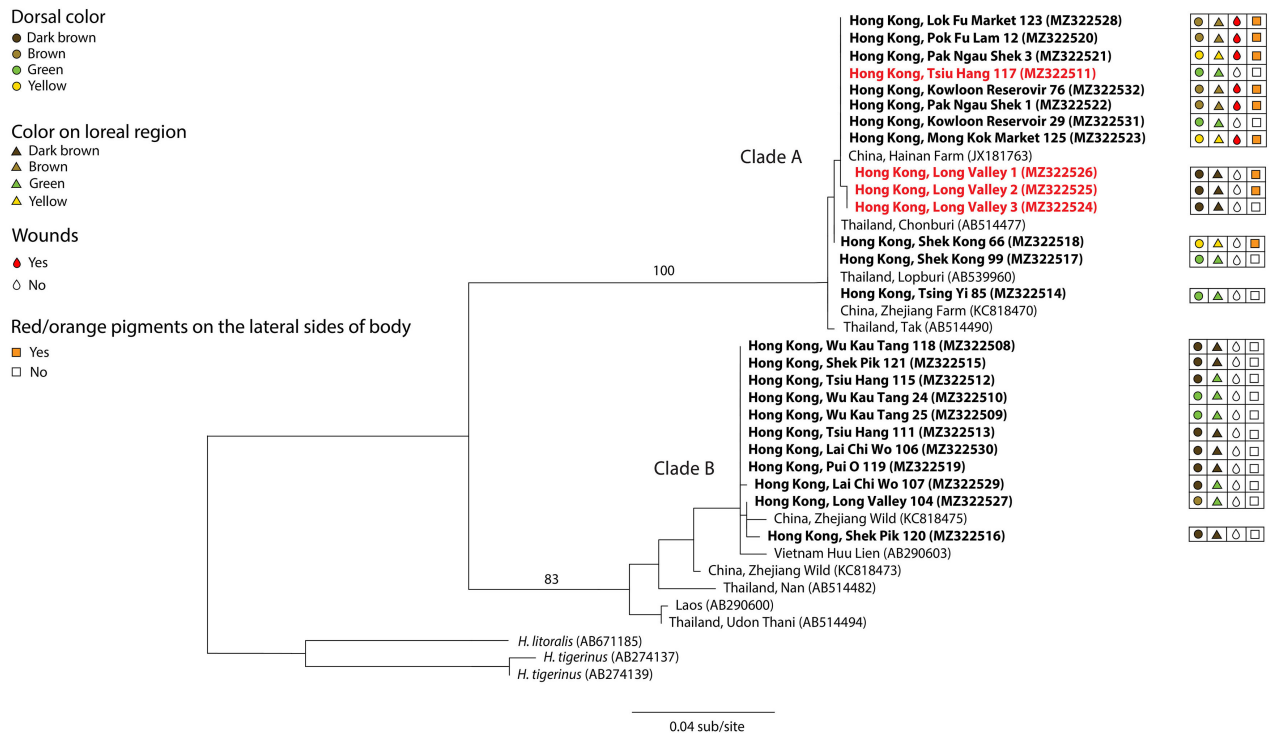 Dorsal color
Dark brown
Brown
Green
Yellow
Color on loreal region
Dark brown
Brown
Green
Yellow
Wounds
Yes
No
Red/orange pigments on the lateral sides of body
Yes
No
Clade A
100
Hong Kong, Lok Fu Market 123 (MZ322528)
Hong Kong, Pok Fu Lam 12 (MZ322520)
Hong Kong, Pak Ngau Shek 3 (MZ322521)
Hong Kong, Tsiu Hang 117 (MZ322511)
Hong Kong, Kowloon Reserovir 76 (MZ322532)
Hong Kong, Pak Ngau Shek 1 (MZ322522)
Hong Kong, Kowloon Reservoir 29 (MZ322531)
Hong Kong, Mong Kok Market 125 (MZ322523)
China, Hainan Farm (JX181763)
Hong Kong, Long Valley 1 (MZ322526)
Hong Kong, Long Valley 2 (MZ322525)
Hong Kong, Long Valley 3 (MZ322524)
Thailand, Chonburi (AB514477)
Hong Kong, Shek Kong 66 (MZ322518)
Hong Kong, Shek Kong 99 (MZ322517)
Thailand, Lopburi (AB539960)
Hong Kong, Tsing Yi 85 (MZ322514)
China, Zhejiang Farm (KC818470)
Thailand, Tak (AB514490)
Clade B
83
Hong Kong, Wu Kau Tang 118 (MZ322508)
Hong Kong, Shek Pik 121 (MZ322515)
Hong Kong, Tsiu Hang 115 (MZ322512)
Hong Kong, Wu Kau Tang 24 (MZ322510)
Hong Kong, Wu Kau Tang 25 (MZ322509)
Hong Kong, Tsiu Hang 111 (MZ322513)
Hong Kong, Lai Chi Wo 106 (MZ322530)
Hong Kong, Pui O 119 (MZ322519)
Hong Kong, Lai Chi Wo 107 (MZ322529)
Hong Kong, Long Valley 104 (MZ322527)
China, Zhejiang Wild (KC818475)
Hong Kong, Shek Pik 120 (MZ322516)
Vietnam Huu Lien (AB290603)
China, Zhejiang Wild (KC818473)
Thailand, Nan (AB514482)
Laos (AB290600)
Thailand, Udon Thani (AB514494)
H. litoralis (AB671185)
H. tigerinus (AB274137)
H. tigerinus (AB274139)
0.04 sub/site